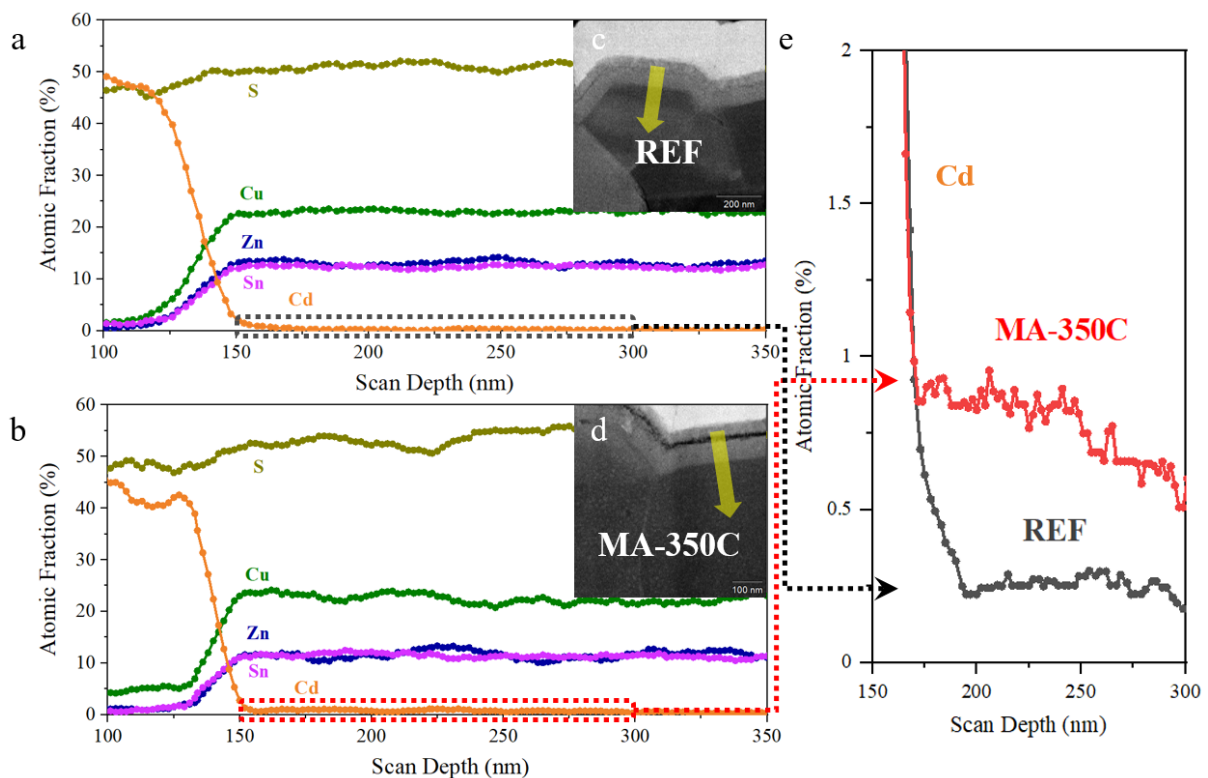 a
60
50
40
30
20
10
0
Atomic Fraction (%)
S
Cu
Zn
Sn
Cd
100 150 200 250 300 350
Scan Depth (nm)
c
REF
200 nm
b
60
50
40
30
20
10
0
Atomic Fraction (%)
S
Cu
Zn
Sn
Cd
100 150 200 250 300 350
Scan Depth (nm)
d
MA-350C
100 nm
e
2
1.5
1
0.5
0
Atomic Fraction (%)
Cd
MA-350C
REF
150 200 250 300
Scan Depth (nm)